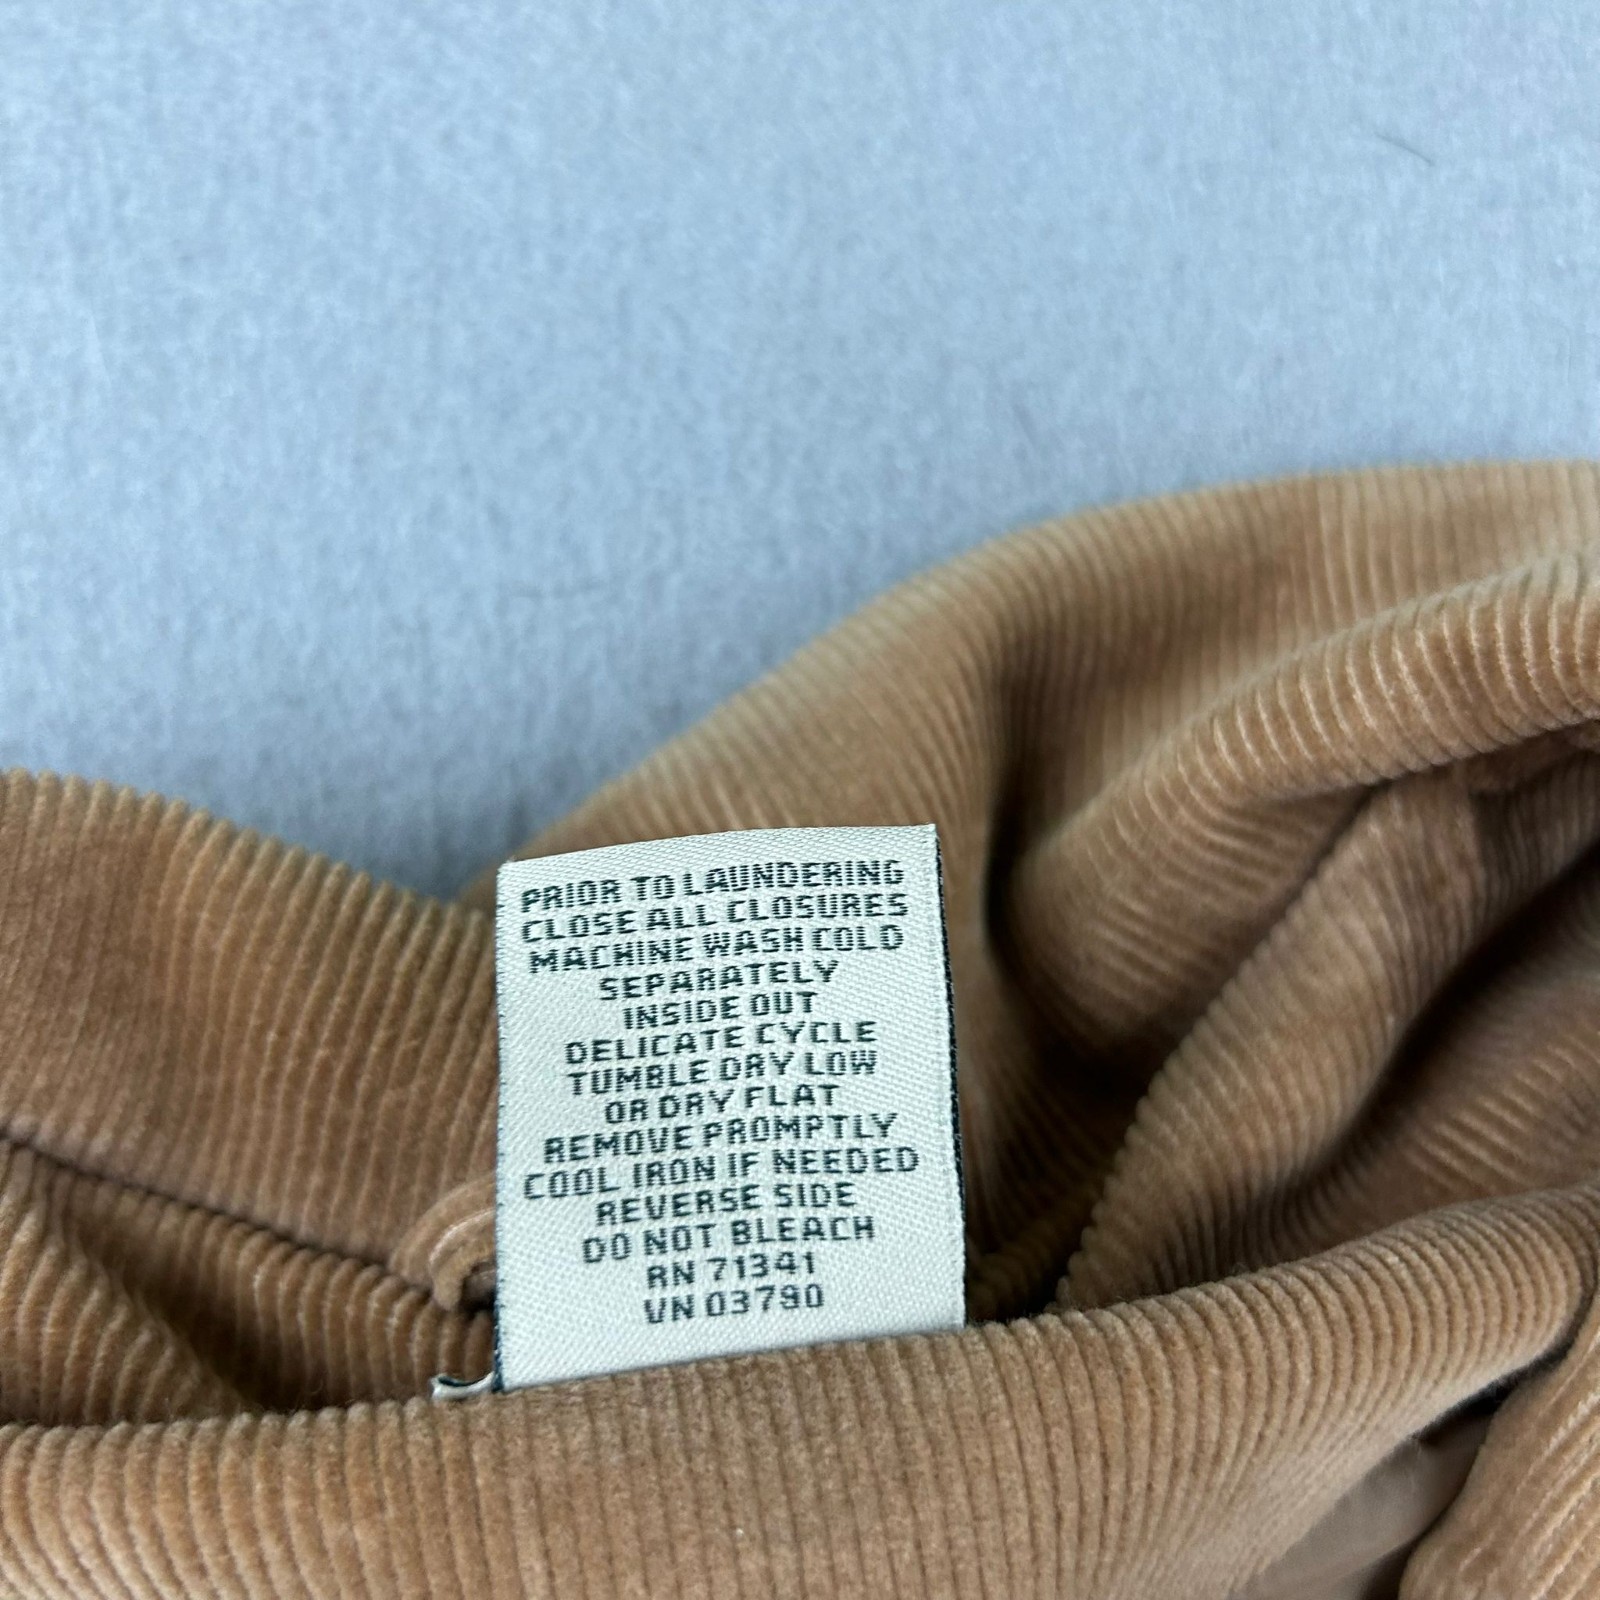 PRIOR TO LAUNDERING
CLOSE ALL CLOSURES
MACHINE WASH COLD
SEPARATELY
INSIDE OUT
DELICATE CYCLE
TUMBLE DRY LOW
OR DRY FLAT
REMOVE PROMPTLY
COOL IRON IF NEEDED
REVERSE SIDE
DO NOT BLEACH
RN 71341
VN 03790